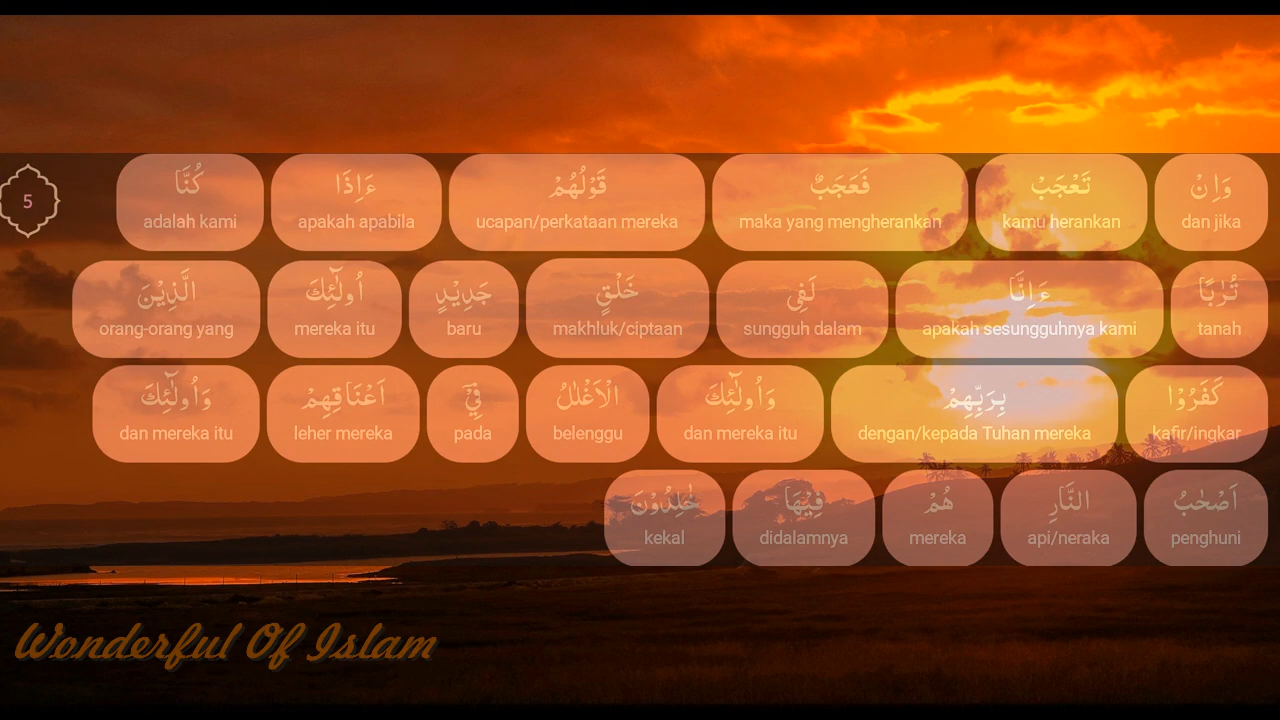 وَاِنْ تَعْجَبْ فَعَجَبٌ قَوْلُهُمْ ءَاِذَا كُنَّا
dan jika kamu herankan maka yang mengherankan ucapan/perkataan mereka apakah apabila adalah kami
5
تُرٰبًا ءَاِنَّا لَفِى خَلْقٍ جَدِيْدٍ اُولٰۤئِكَ الَّذِيْنَ
tanah apakah sesungguhnya kami sungguh dalam makhluk/ciptaan baru mereka itu orang-orang yang
كَفَرُوْا بِرَبِّهِمْ وَاُولٰۤئِكَ الْاَغْلٰلُ فِيْٓ اَعْنَاقِهِمْ وَاُولٰۤئِكَ
kafir/ingkar dengan/kepada Tuhan mereka dan mereka itu belenggu pada leher mereka dan mereka itu
اَصْحٰبُ النَّارِ هُمْ فِيْهَا خٰلِدُوْنَ
penghuni api/neraka mereka didalamnya kekal
Wonderful Of Islam